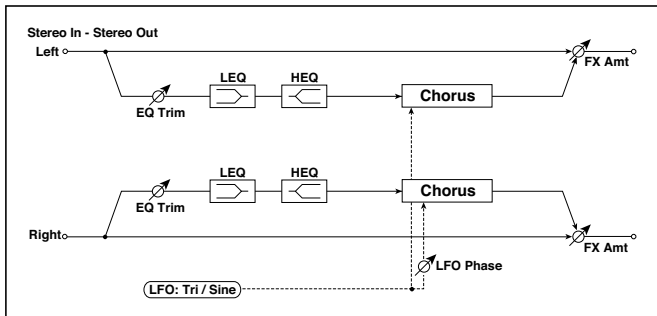 Stereo In - Stereo Out
Left
FX Amt
LEQ HEQ
Chorus
EQ Trim
LEQ HEQ
Chorus
EQ Trim
Right
FX Amt
LFO Phase
LFO: Tri / Sine